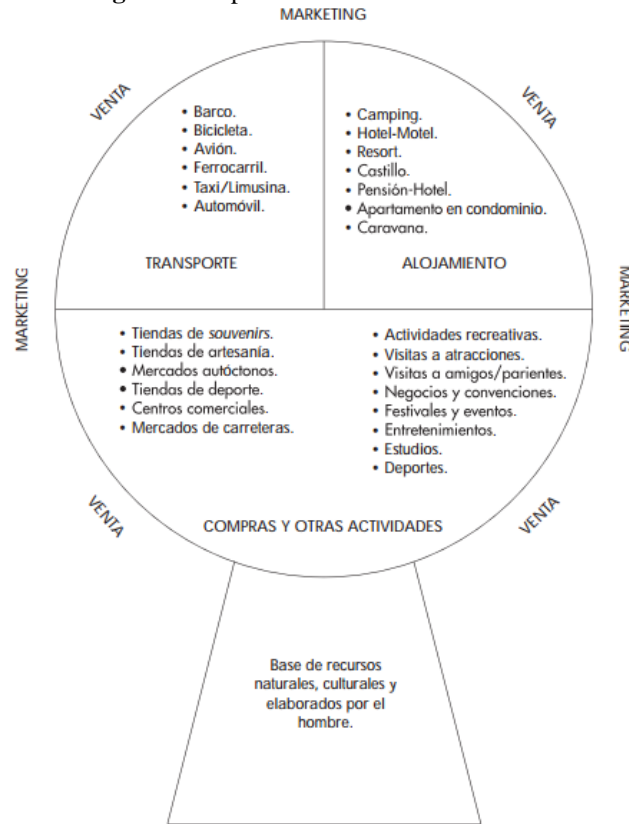 MARKETING
VENTA
VENTA
• Barco.
• Bicicleta.
• Avión.
• Ferrocarril.
• Taxi/Limusina.
• Automóvil.
TRANSPORTE
• Camping.
• Hotel-Motel.
• Resort.
• Castillo.
• Pensión-Hotel.
• Apartamento en condominio.
• Caravana.
ALOJAMIENTO
MARKETING
MARKETING
• Tiendas de souvenirs.
• Tiendas de artesanía.
• Mercados autóctonos.
• Tiendas de deporte.
• Centros comerciales.
• Mercados de carreteras.
• Actividades recreativas.
• Visitas a atracciones.
• Visitas a amigos/parientes.
• Negocios y convenciones.
• Festivales y eventos.
• Entretenimientos.
• Estudios.
• Deportes.
VENTA
COMPRAS Y OTRAS ACTIVIDADES
VENTA
Base de recursos
naturales, culturales y
elaborados por el
hombre.